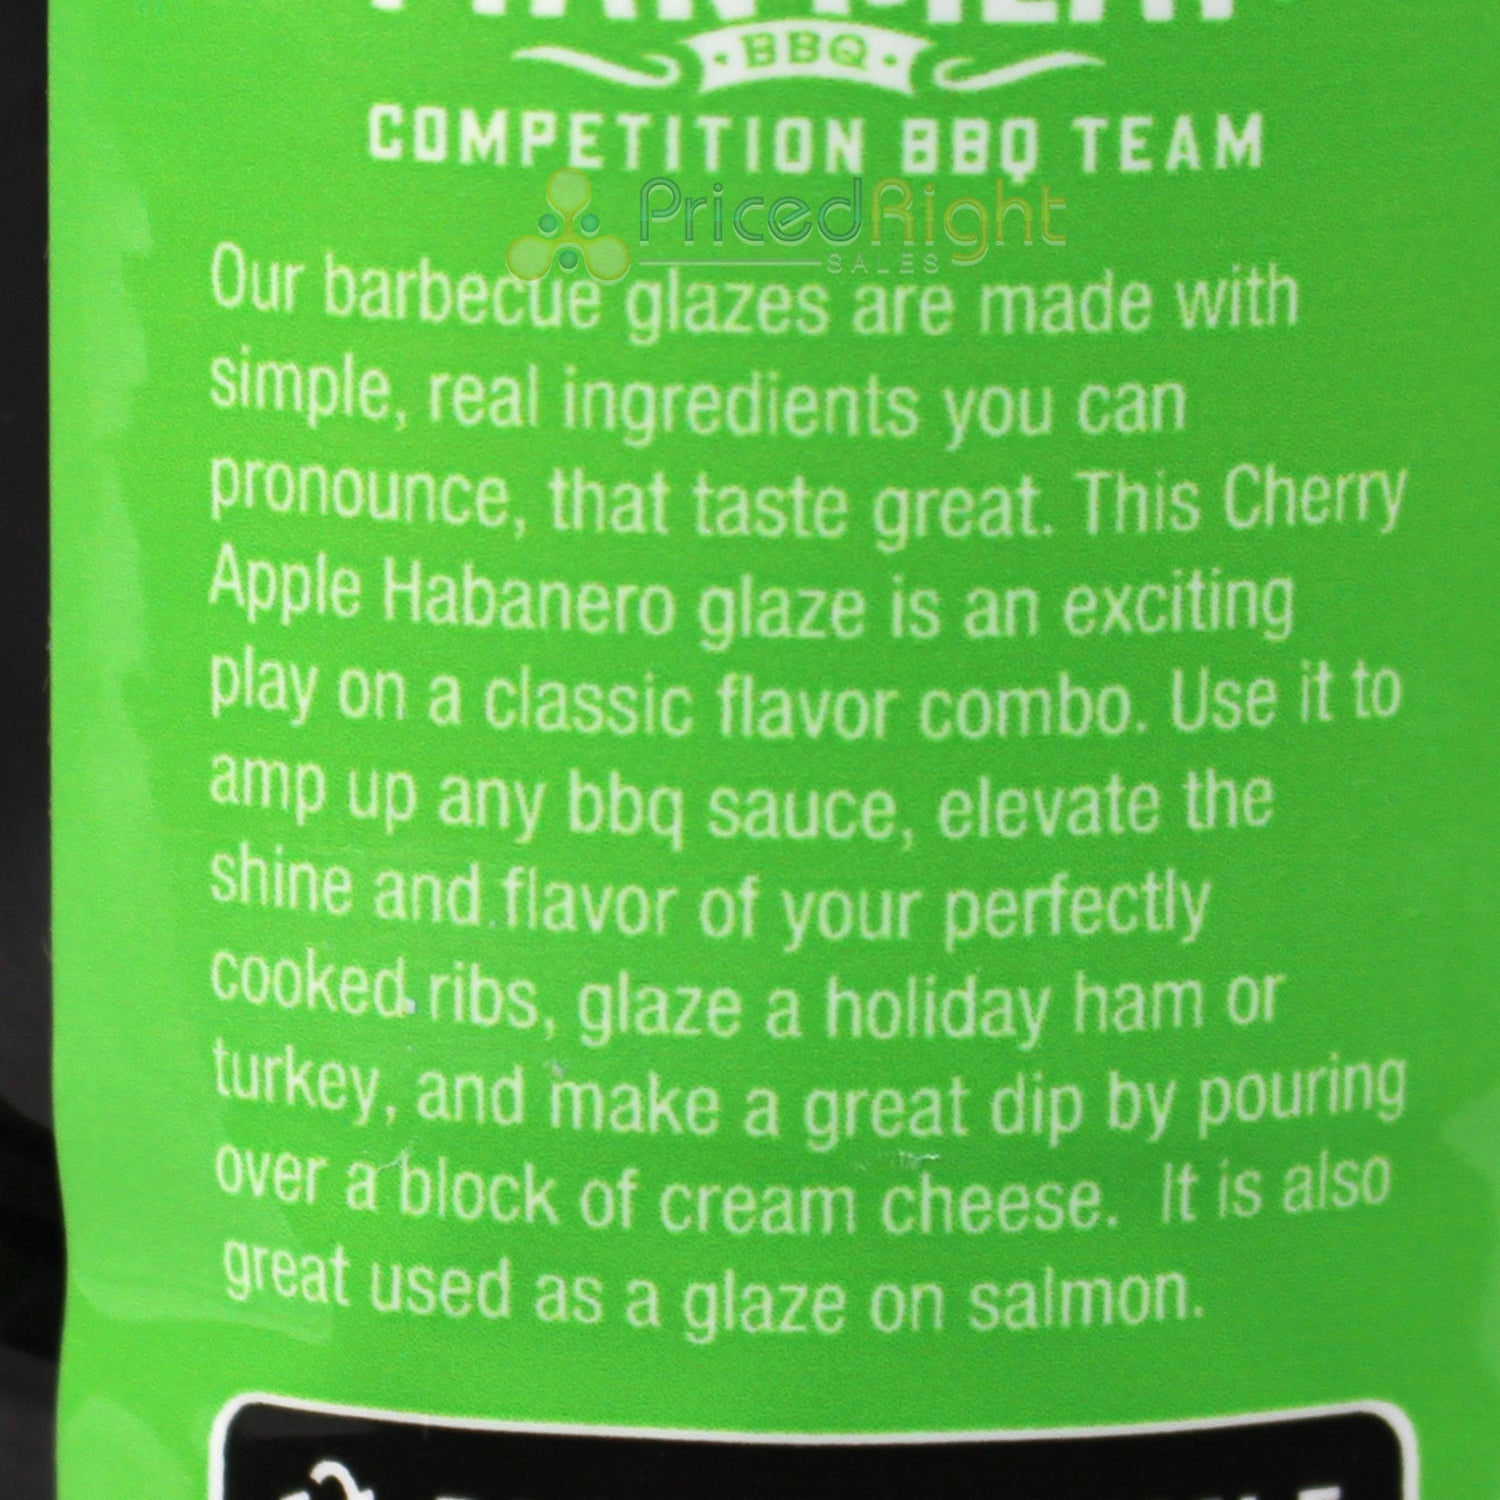 BBQ
COMPETITION BBQ TEAM
PricedRight
SALES
Our barbecue glazes are made with
simple, real ingredients you can
pronounce, that taste great. This Cherry
Apple Habanero glaze is an exciting
play on a classic flavor combo. Use it to
amp up any bbq sauce, elevate the
shine and flavor of your perfectly
cooked ribs, glaze a holiday ham or
turkey, and make a great dip by pouring
over a block of cream cheese. It is also
great used as a glaze on salmon.